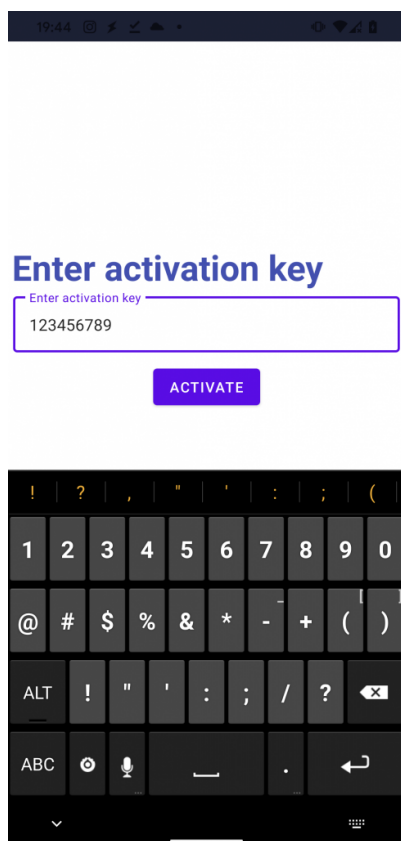 19:44
Enter activation key
Enter activation key
123456789
ACTIVATE
! ? , " ' : ; (
1 2 3 4 5 6 7 8 9 0
@ # $ % & * - _ + ( [ ) ]
ALT ! " ' : ; / ?
ABC .